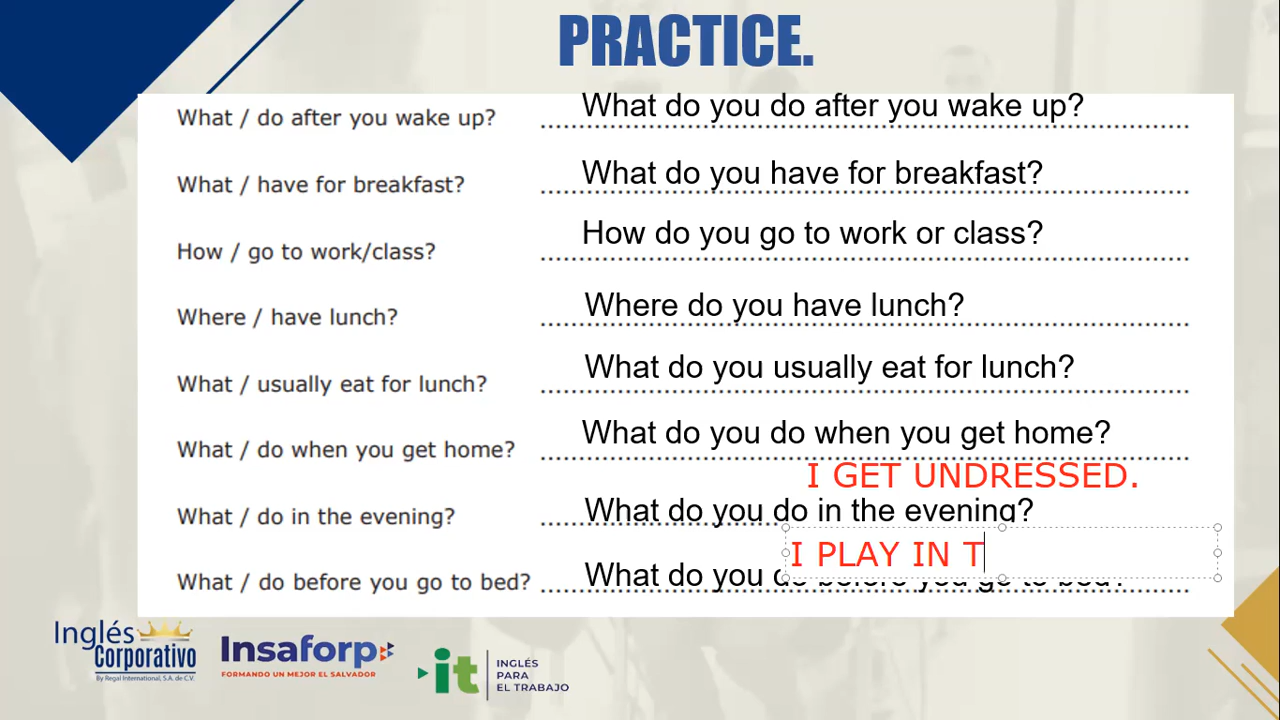 PRACTICE.
What / do after you wake up? What do you do after you wake up?
What / have for breakfast? What do you have for breakfast?
How / go to work/class? How do you go to work or class?
Where / have lunch? Where do you have lunch?
What / usually eat for lunch? What do you usually eat for lunch?
What / do when you get home? What do you do when you get home?
I GET UNDRESSED.
What / do in the evening? What do you do in the evening?
I PLAY IN T
What / do before you go to bed? What do you do before you go to bed?
Inglés
Corporativo
By Regal International, S.A. de C.V.
Insaforp
FORMANDO UN MEJOR EL SALVADOR
it
INGLÉS
PARA
EL TRABAJO